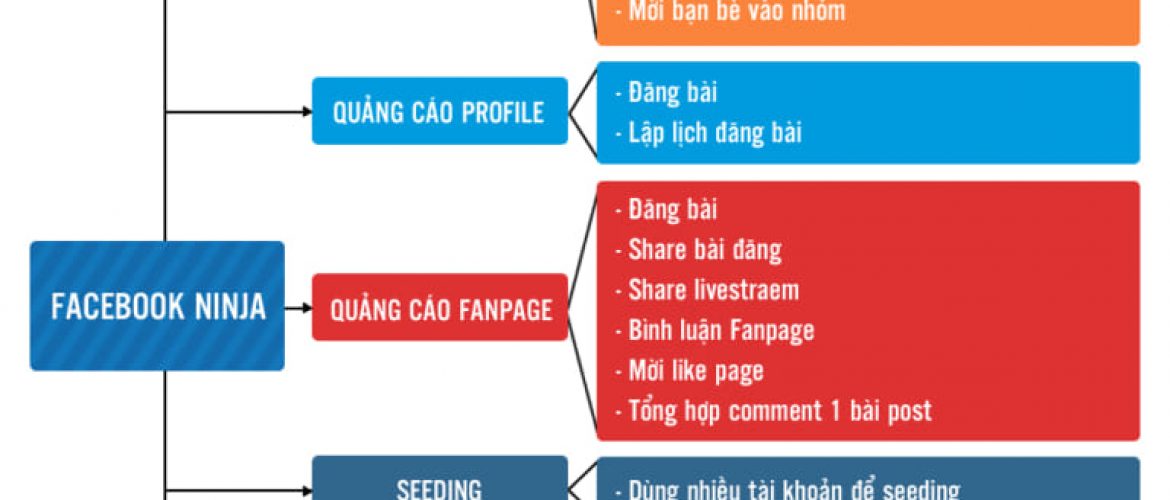 - Mời bạn bè vào nhóm
QUẢNG CÁO PROFILE
- Đăng bài
- Lập lịch đăng bài
FACEBOOK NINJA
QUẢNG CÁO FANPAGE
- Đăng bài
- Share bài đăng
- Share livestraem
- Bình luận Fanpage
- Mời like page
- Tổng hợp comment 1 bài post
SEEDING
- Dùng nhiều tài khoản để seeding